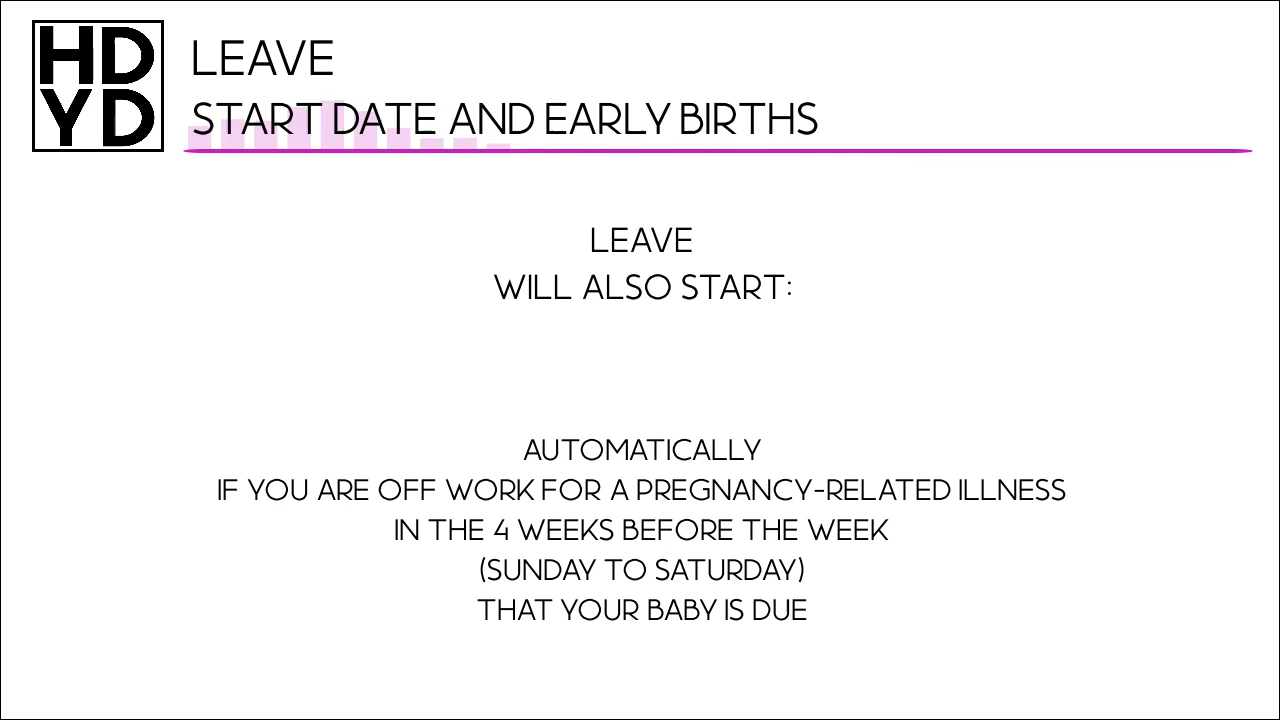 HD
YD
LEAVE
START DATE AND EARLY BIRTHS
LEAVE
WILL ALSO START:
AUTOMATICALLY
IF YOU ARE OFF WORK FOR A PREGNANCY-RELATED ILLNESS
IN THE 4 WEEKS BEFORE THE WEEK
(SUNDAY TO SATURDAY)
THAT YOUR BABY IS DUE